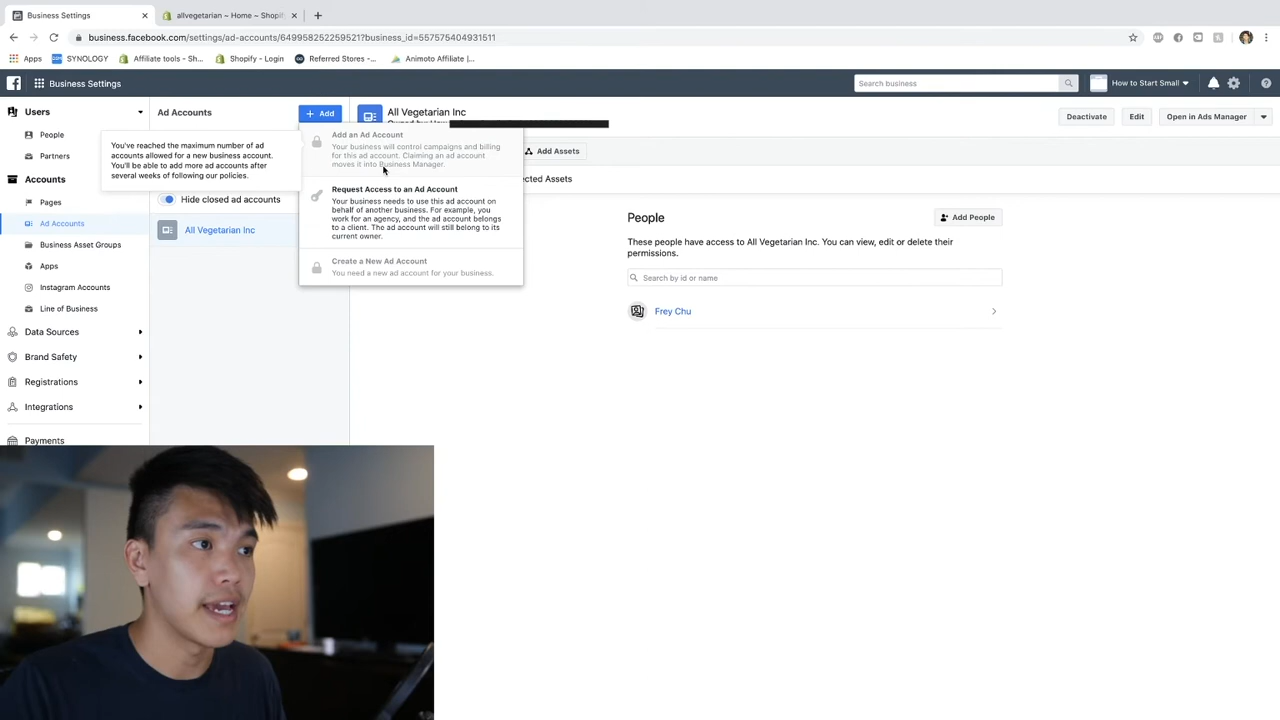 Business Settings
allvegetarian ~ Home ~ Shopif
business.facebook.com/settings/ad-accounts/649958252259521?business_id=557575404931511
Apps
SYNOLOGY
Affiliate tools - Sh...
Shopify - Login
Referred Stores -...
Animoto Affiliate |...
Business Settings
Search business
How to Start Small
Users
People
Partners
Accounts
Pages
Ad Accounts
Business Asset Groups
Apps
Instagram Accounts
Line of Business
Data Sources
Brand Safety
Registrations
Integrations
Payments
Ad Accounts
+ Add
You've reached the maximum number of ad
accounts allowed for a new business account.
You'll be able to add more ad accounts after
several weeks of following our policies.
Hide closed ad accounts
All Vegetarian Inc
Add an Ad Account
Your business will control campaigns and billing
for this ad account. Claiming an ad account
moves it into Business Manager.
Request Access to an Ad Account
Your business needs to use this ad account on
behalf of another business. For example, you
work for an agency, and the ad account belongs
to a client. The ad account will still belong to its
current owner.
Create a New Ad Account
You need a new ad account for your business.
All Vegetarian Inc
Deactivate
Edit
Open in Ads Manager
Add Assets
ected Assets
People
Add People
These people have access to All Vegetarian Inc. You can view, edit or delete their
permissions.
Search by id or name
Frey Chu